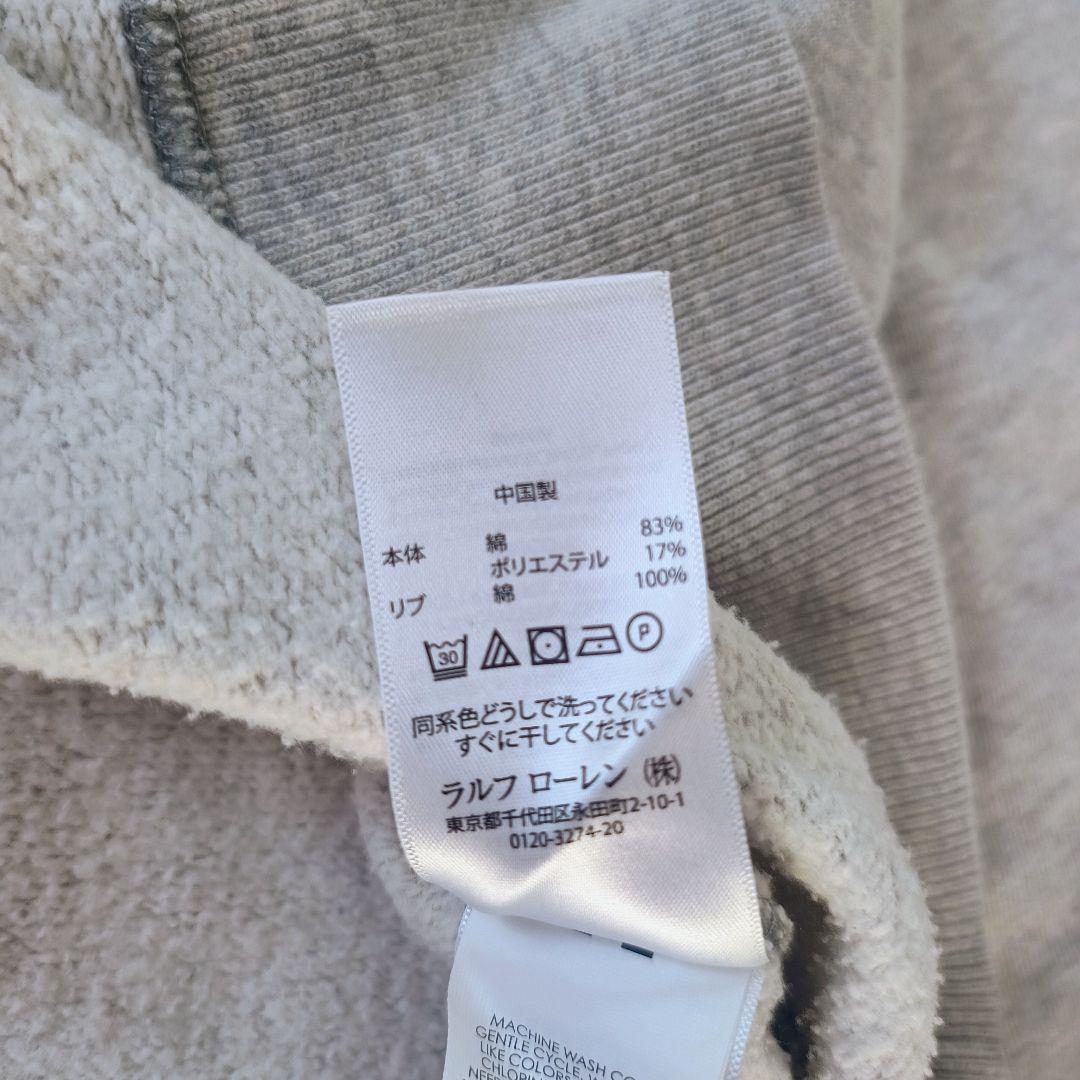 中国製
本体 綿 83%
ポリエステル 17%
リブ 綿 100%
30 P
同系色どうしで洗ってください
すぐに干してください
ラルフ ローレン (株)
東京都千代田区永田町2-10-1
0120-3274-20
MACHINE WASH CO
GENTLE CYCLE, W
LIKE COLORS,
CHLORIN
NEED